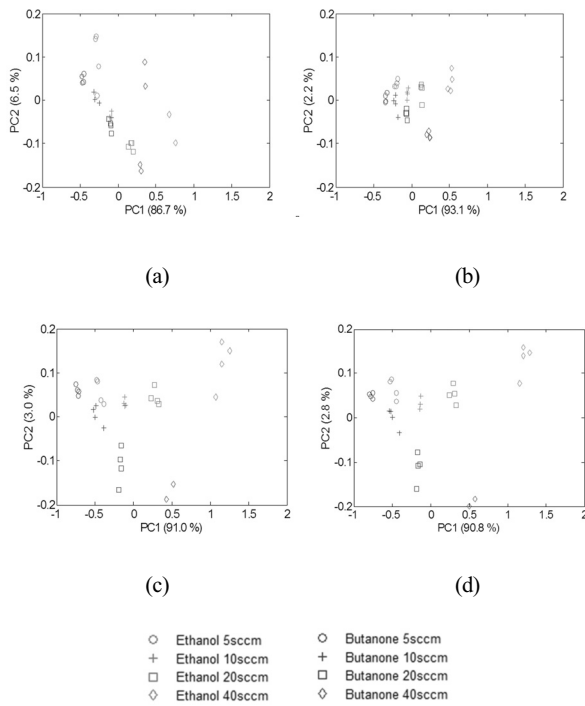 0.2
0.1
0
-0.1
-0.2
PC2 (6.5 %)
-1 -0.5 0 0.5 1 1.5 2
PC1 (86.7 %)
(a)
0.2
0.1
0
-0.1
-0.2
PC2 (2.2 %)
-1 -0.5 0 0.5 1 1.5 2
PC1 (93.1 %)
(b)
0.2
0.1
0
-0.1
-0.2
PC2 (3.0 %)
-1 -0.5 0 0.5 1 1.5 2
PC1 (91.0 %)
(c)
0.2
0.1
0
-0.1
-0.2
PC2 (2.8 %)
-1 -0.5 0 0.5 1 1.5 2
PC1 (90.8 %)
(d)
Ethanol 5sccm
Ethanol 10sccm
Ethanol 20sccm
Ethanol 40sccm
Butanone 5sccm
Butanone 10sccm
Butanone 20sccm
Butanone 40sccm